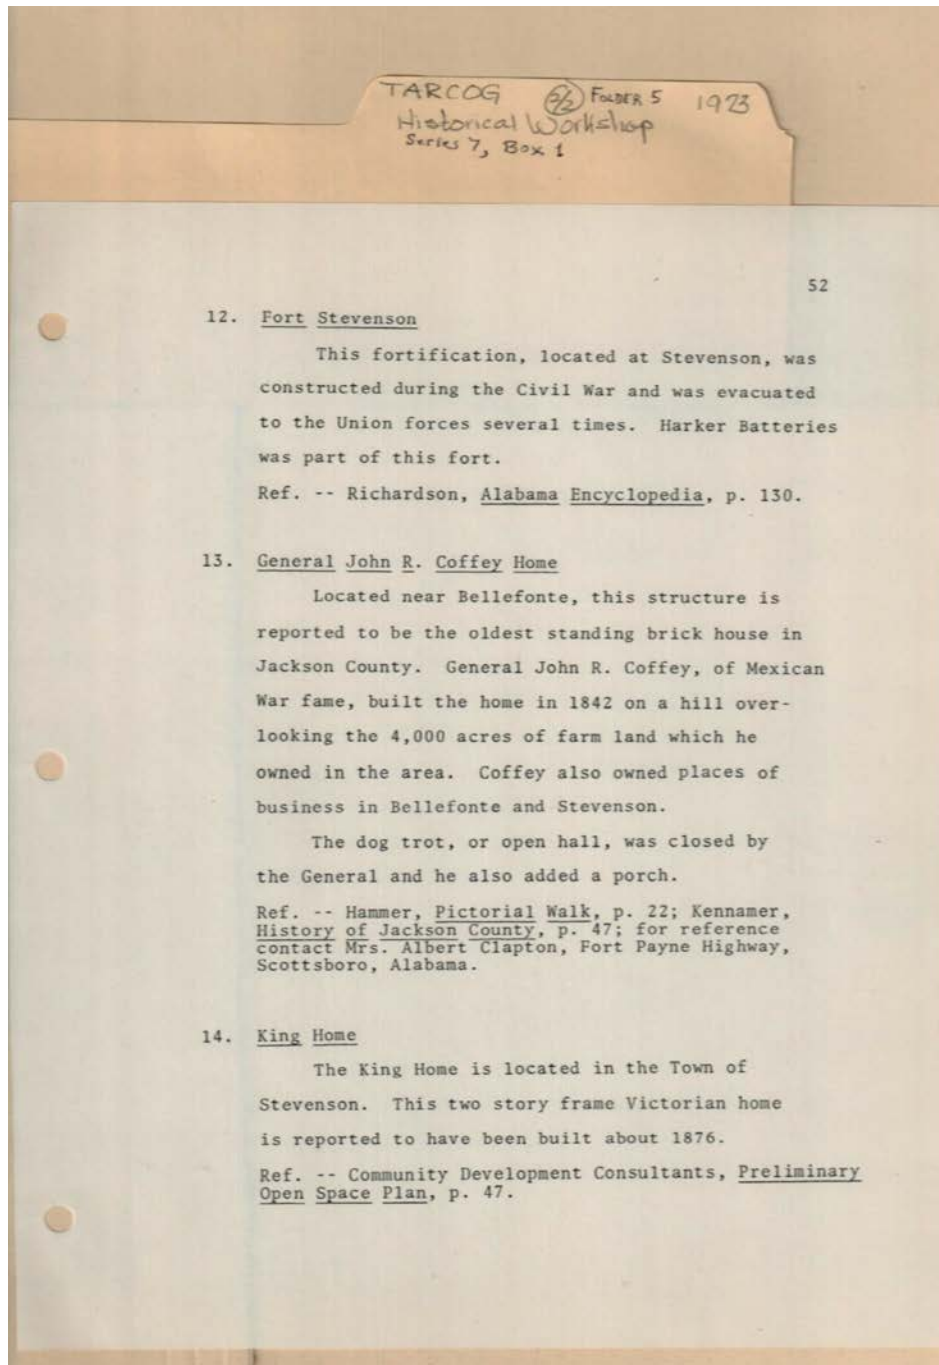 TARCOG 2/2 FOLDER 5 1973
Historical Workshop
Series 7, Box 1
52
12. Fort Stevenson
This fortification, located at Stevenson, was
constructed during the Civil War and was evacuated
to the Union forces several times. Harker Batteries
was part of this fort.
Ref. -- Richardson, Alabama Encyclopedia, p. 130.
13. General John R. Coffey Home
Located near Bellefonte, this structure is
reported to be the oldest standing brick house in
Jackson County. General John R. Coffey, of Mexican
War fame, built the home in 1842 on a hill over-
looking the 4,000 acres of farm land which he
owned in the area. Coffey also owned places of
business in Bellefonte and Stevenson.
The dog trot, or open hall, was closed by
the General and he also added a porch.
Ref. -- Hammer, Pictorial Walk, p. 22; Kennamer,
History of Jackson County, p. 47; for reference
contact Mrs. Albert Clapton, Fort Payne Highway,
Scottsboro, Alabama.
14. King Home
The King Home is located in the Town of
Stevenson. This two story frame Victorian home
is reported to have been built about 1876.
Ref. -- Community Development Consultants, Preliminary
Open Space Plan, p. 47.